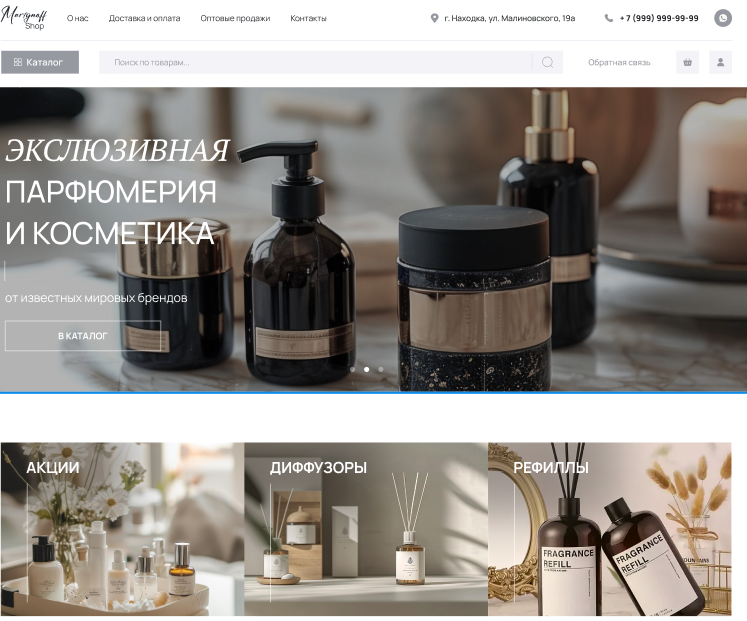 Marignoff
Shop
О нас
Доставка и оплата
Оптовые продажи
Контакты
г. Находка, ул. Малиновского, 19а
+ 7 (999) 999-99-99
Каталог
Поиск по товарам...
Обратная связь
ЭКСЛЮЗИВНАЯ
ПАРФЮМЕРИЯ
И КОСМЕТИКА
от известных мировых брендов
В КАТАЛОГ
АКЦИИ
ДИФФУЗОРЫ
РЕФИЛЛЫ
FRAGRANCE
REFILL
FRAGRANCE
REFILL